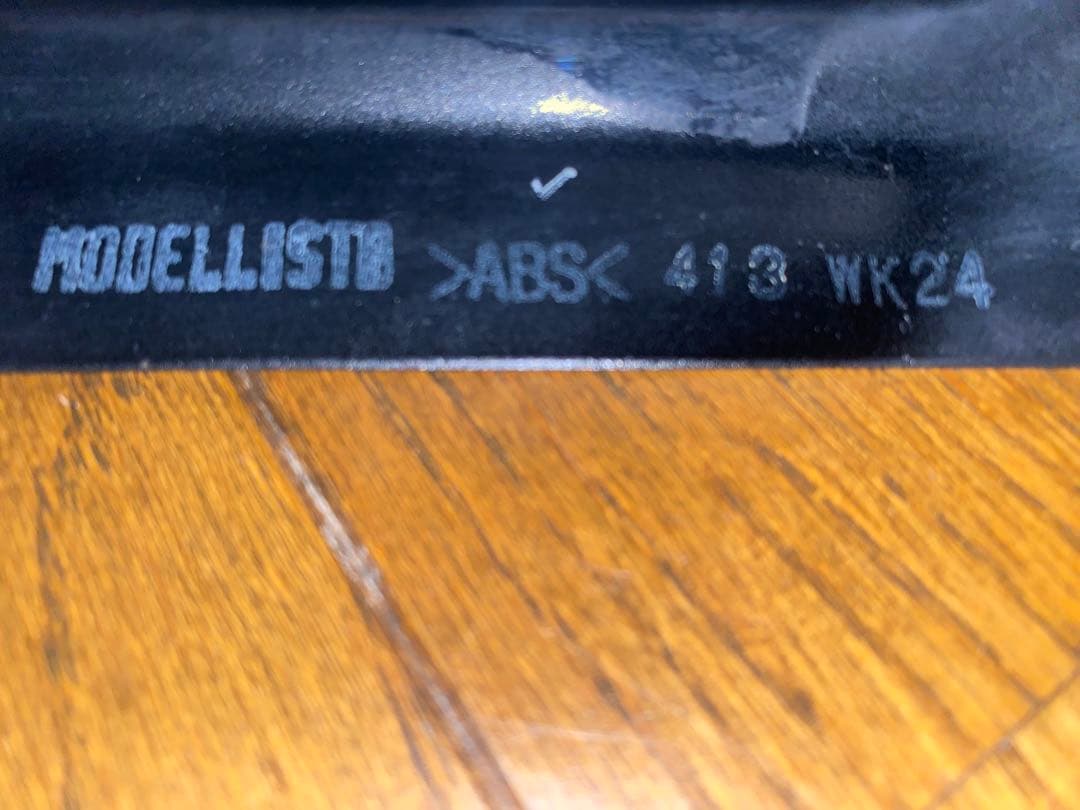 MODELLISTA >ABS< 413 WK24